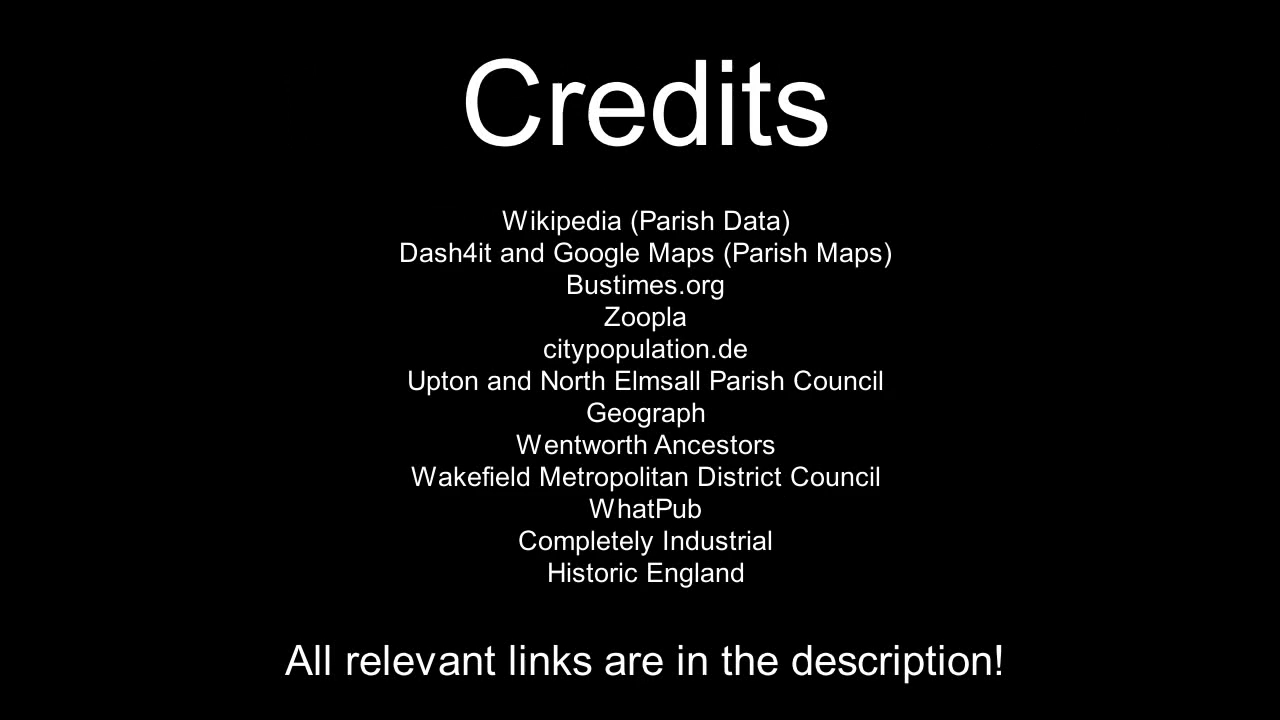 Credits
Wikipedia (Parish Data)
Dash4it and Google Maps (Parish Maps)
Bustimes.org
Zoopla
citypopulation.de
Upton and North Elmsall Parish Council
Geograph
Wentworth Ancestors
Wakefield Metropolitan District Council
WhatPub
Completely Industrial
Historic England
All relevant links are in the description!